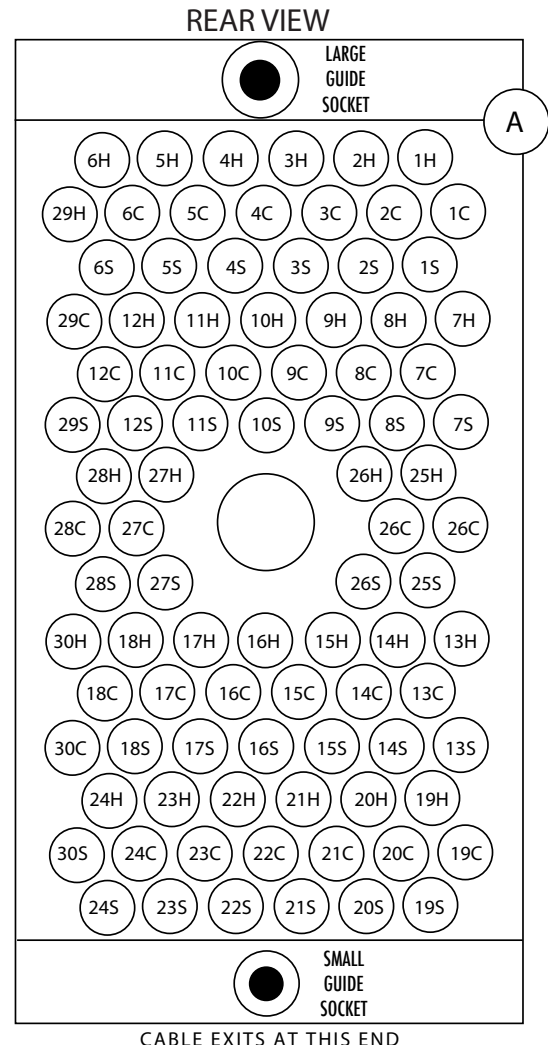 REAR VIEW
LARGE
GUIDE
SOCKET
A
6H 5H 4H 3H 2H 1H
29H 6C 5C 4C 3C 2C 1C
6S 5S 4S 3S 2S 1S
29C 12H 11H 10H 9H 8H 7H
12C 11C 10C 9C 8C 7C
29S 12S 11S 10S 9S 8S 7S
28H 27H 26H 25H
28C 27C 26C 26C
28S 27S 26S 25S
30H 18H 17H 16H 15H 14H 13H
18C 17C 16C 15C 14C 13C
30C 18S 17S 16S 15S 14S 13S
24H 23H 22H 21H 20H 19H
30S 24C 23C 22C 21C 20C 19C
24S 23S 22S 21S 20S 19S
SMALL
GUIDE
SOCKET
CABLE EXITS AT THIS END